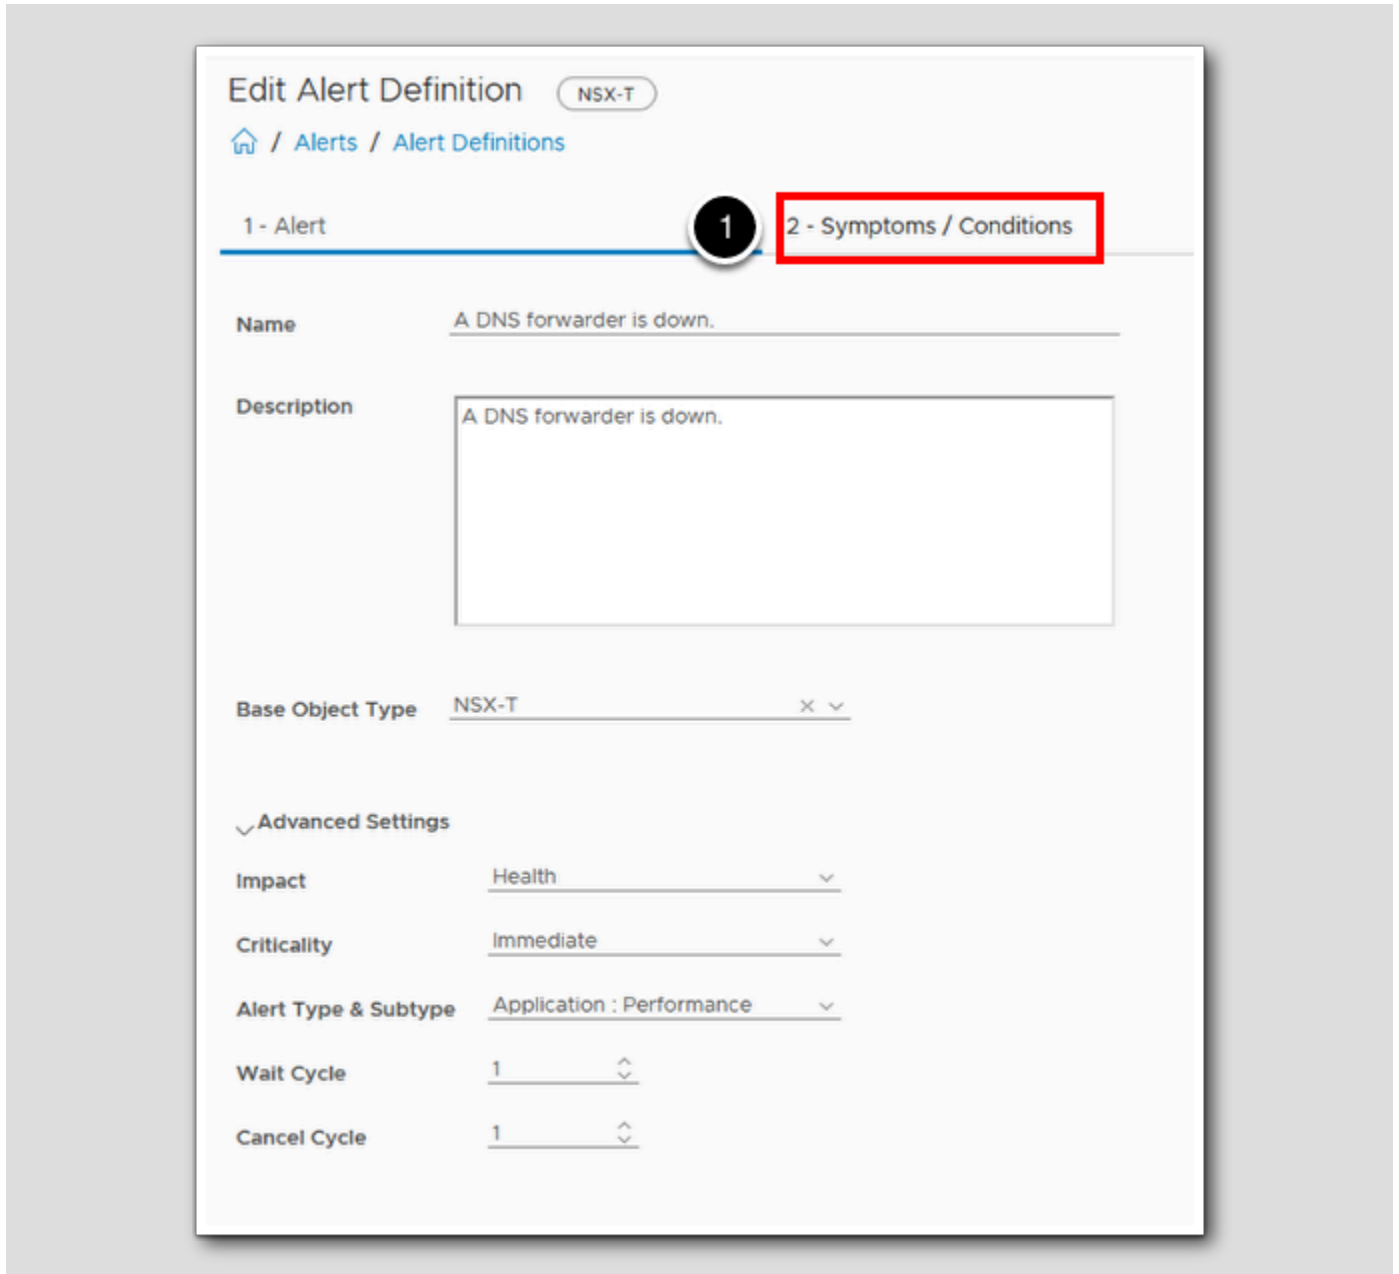 Edit Alert Definition NSX-T
/ Alerts / Alert Definitions
1 - Alert 1 2 - Symptoms / Conditions
Name A DNS forwarder is down.
Description A DNS forwarder is down.
Base Object Type NSX-T
Advanced Settings
Impact Health
Criticality Immediate
Alert Type & Subtype Application : Performance
Wait Cycle 1
Cancel Cycle 1